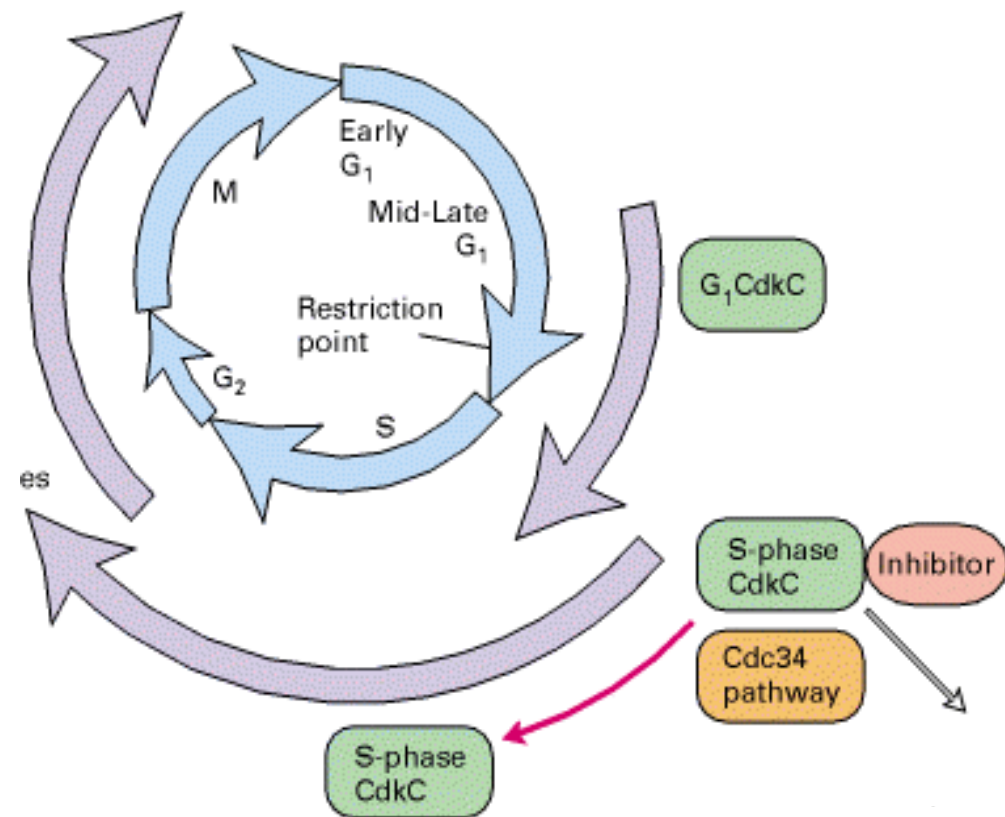 Early
G₁
M
Mid-Late
G₁
G₁CdkC
Restriction
point
G₂
S
es
S-phase
CdkC
Inhibitor
Cdc34
pathway
S-phase
CdkC